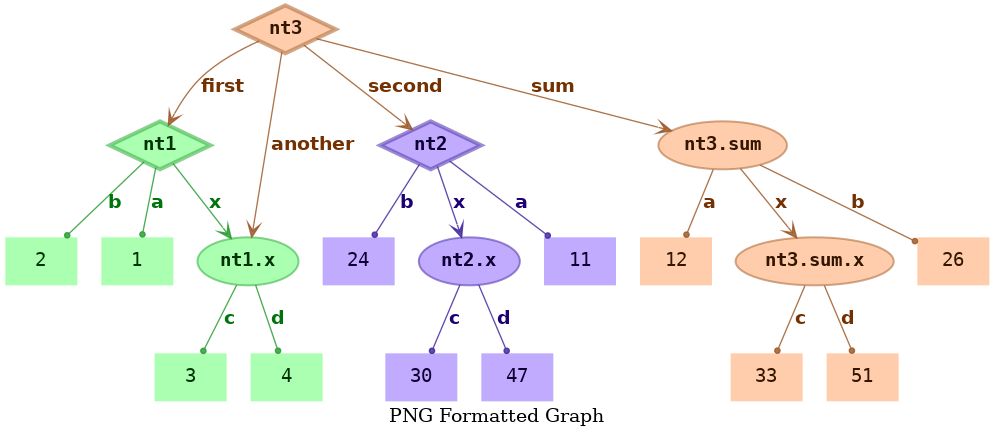 nt3
first
second
sum
another
nt1
nt2
nt3.sum
b
a
x
b
x
a
a
x
b
2
1
nt1.x
24
nt2.x
11
12
nt3.sum.x
26
c
d
c
d
c
d
3
4
30
47
33
51
PNG Formatted Graph